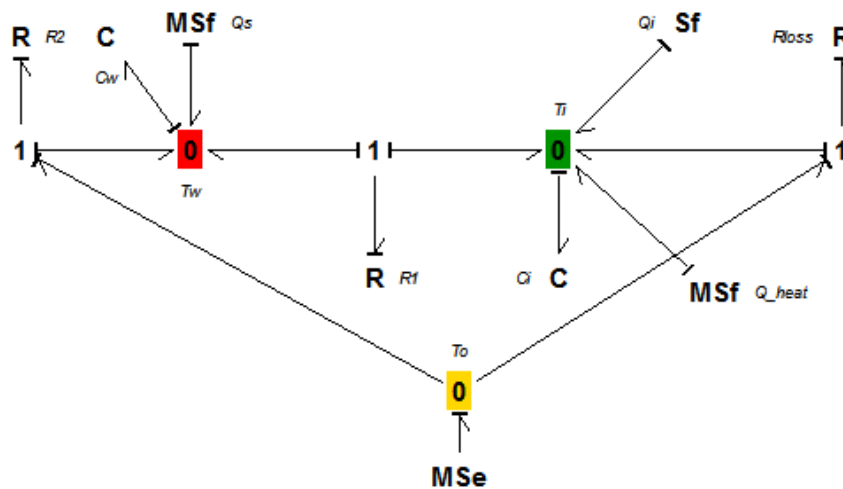 R R2 C MSf Qs Qi Sf Rloss R
Cw
Ti
1 0 1 0 1
Tw
R R1 Ci C MSf Q_heat
To
0
MSe